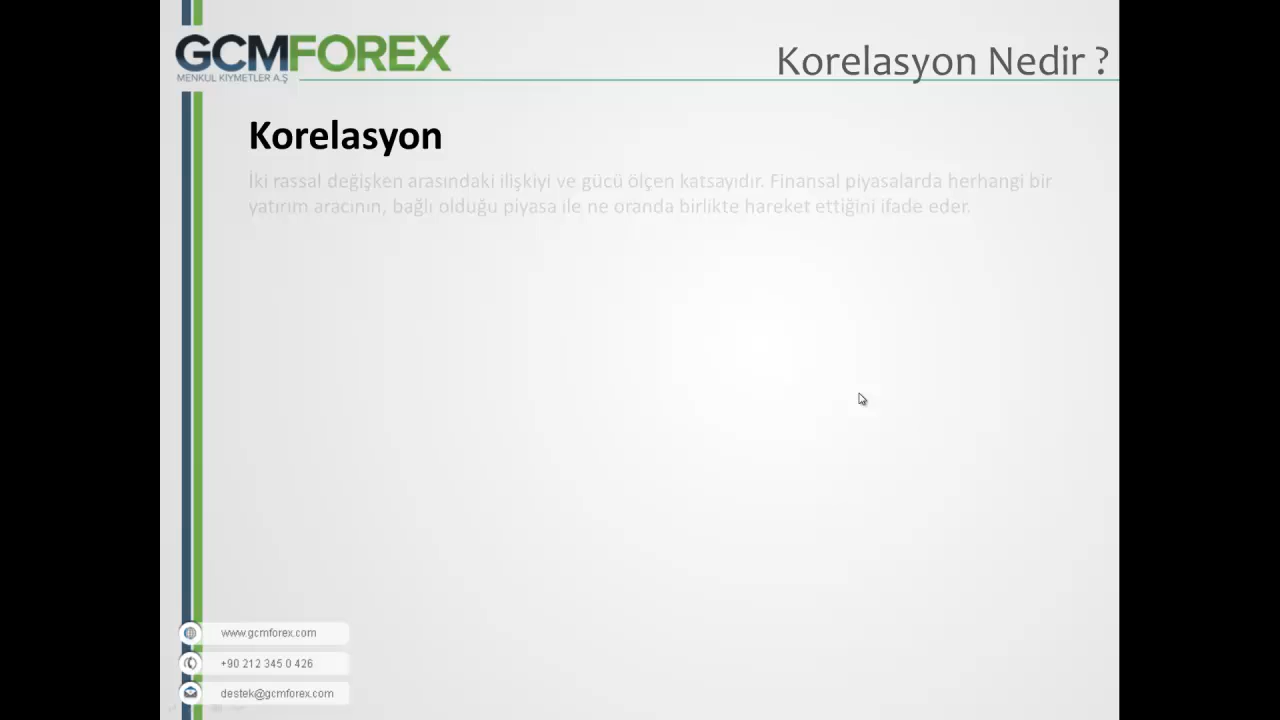 GCMFOREX
MENKUL KIYMETLER A.Ş
Korelasyon Nedir ?
Korelasyon
İki rassal değişken arasındaki ilişkiyi ve gücü ölçen katsayıdır. Finansal piyasalarda herhangi bir
yatırım aracının, bağlı olduğu piyasa ile ne oranda birlikte hareket ettiğini ifade eder.
www.gcmforex.com
+90 212 345 0 426
destek@gcmforex.com